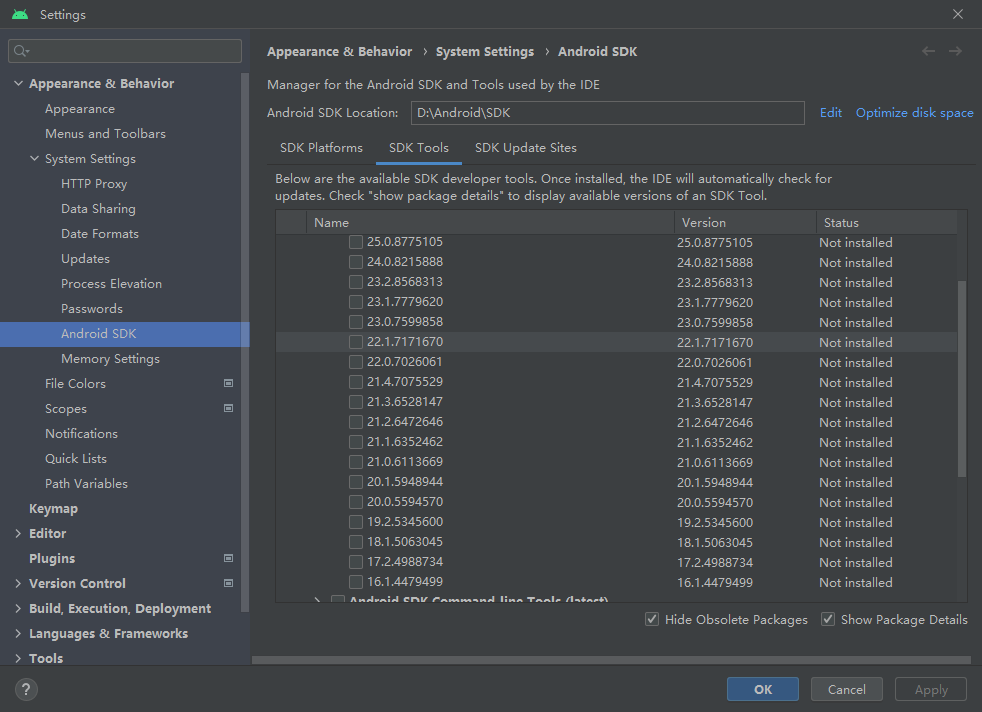 Settings
Appearance & Behavior
Appearance
Menus and Toolbars
System Settings
HTTP Proxy
Data Sharing
Date Formats
Updates
Process Elevation
Passwords
Android SDK
Memory Settings
File Colors
Scopes
Notifications
Quick Lists
Path Variables
Keymap
Editor
Plugins
Version Control
Build, Execution, Deployment
Languages & Frameworks
Tools
Appearance & Behavior › System Settings › Android SDK
Manager for the Android SDK and Tools used by the IDE
Android SDK Location: D:\Android\SDK Edit Optimize disk space
SDK Platforms SDK Tools SDK Update Sites
Below are the available SDK developer tools. Once installed, the IDE will automatically check for
updates. Check "show package details" to display available versions of an SDK Tool.
Name Version Status
25.0.8775105 25.0.8775105 Not installed
24.0.8215888 24.0.8215888 Not installed
23.2.8568313 23.2.8568313 Not installed
23.1.7779620 23.1.7779620 Not installed
23.0.7599858 23.0.7599858 Not installed
22.1.7171670 22.1.7171670 Not installed
22.0.7026061 22.0.7026061 Not installed
21.4.7075529 21.4.7075529 Not installed
21.3.6528147 21.3.6528147 Not installed
21.2.6472646 21.2.6472646 Not installed
21.1.6352462 21.1.6352462 Not installed
21.0.6113669 21.0.6113669 Not installed
20.1.5948944 20.1.5948944 Not installed
20.0.5594570 20.0.5594570 Not installed
19.2.5345600 19.2.5345600 Not installed
18.1.5063045 18.1.5063045 Not installed
17.2.4988734 17.2.4988734 Not installed
16.1.4479499 16.1.4479499 Not installed
Android SDK Command-line Tools (latest)
Hide Obsolete Packages Show Package Details
? OK Cancel Apply